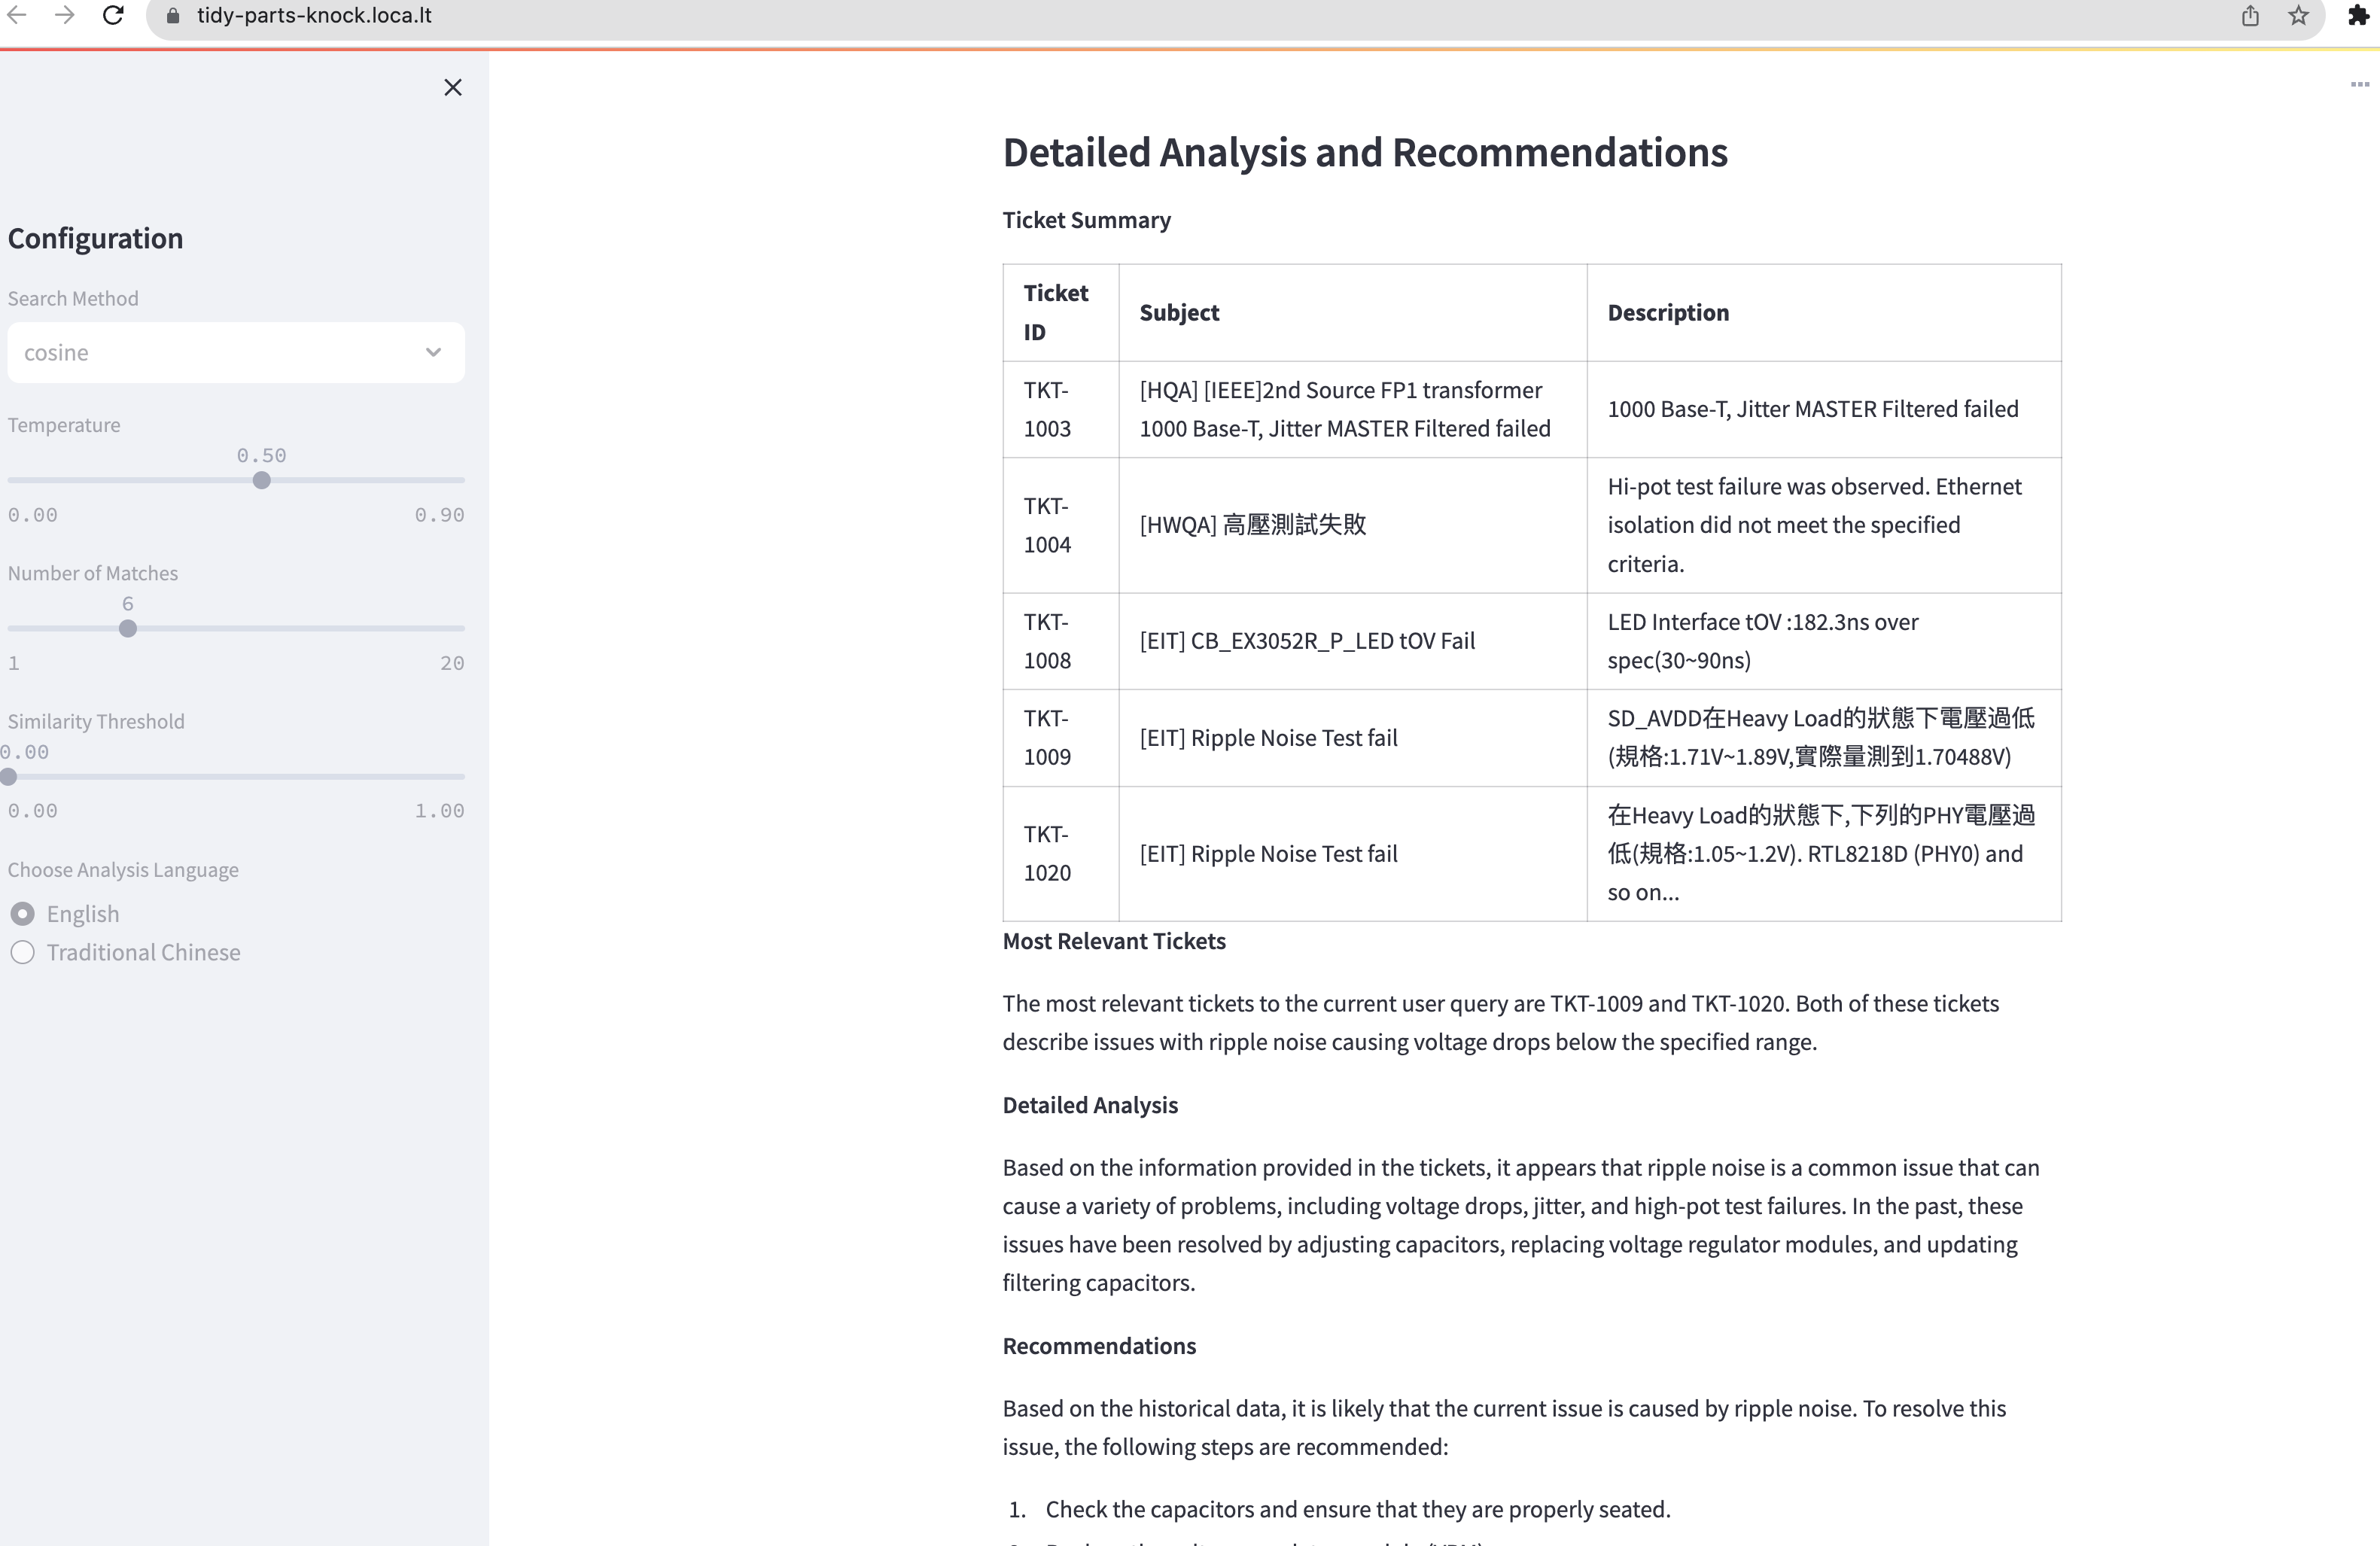 tidy-parts-knock.loca.lt
Configuration
Search Method
cosine
Temperature
0.50
0.00 0.90
Number of Matches
6
1 20
Similarity Threshold
0.00
0.00 1.00
Choose Analysis Language
English
Traditional Chinese
Detailed Analysis and Recommendations
Ticket Summary
Ticket ID Subject Description
TKT-1003 [HQA] [IEEE]2nd Source FP1 transformer 1000 Base-T, Jitter MASTER Filtered failed 1000 Base-T, Jitter MASTER Filtered failed
TKT-1004 [HWQA] 高壓測試失敗 Hi-pot test failure was observed. Ethernet isolation did not meet the specified criteria.
TKT-1008 [EIT] CB_EX3052R_P_LED tOV Fail LED Interface tOV :182.3ns over spec(30~90ns)
TKT-1009 [EIT] Ripple Noise Test fail SD_AVDD在Heavy Load的狀態下電壓過低(規格:1.71V~1.89V,實際量測到1.70488V)
TKT-1020 [EIT] Ripple Noise Test fail 在Heavy Load的狀態下,下列的PHY電壓過低(規格:1.05~1.2V). RTL8218D (PHY0) and so on...
Most Relevant Tickets
The most relevant tickets to the current user query are TKT-1009 and TKT-1020. Both of these tickets
describe issues with ripple noise causing voltage drops below the specified range.
Detailed Analysis
Based on the information provided in the tickets, it appears that ripple noise is a common issue that can
cause a variety of problems, including voltage drops, jitter, and high-pot test failures. In the past, these
issues have been resolved by adjusting capacitors, replacing voltage regulator modules, and updating
filtering capacitors.
Recommendations
Based on the historical data, it is likely that the current issue is caused by ripple noise. To resolve this
issue, the following steps are recommended:
1. Check the capacitors and ensure that they are properly seated.